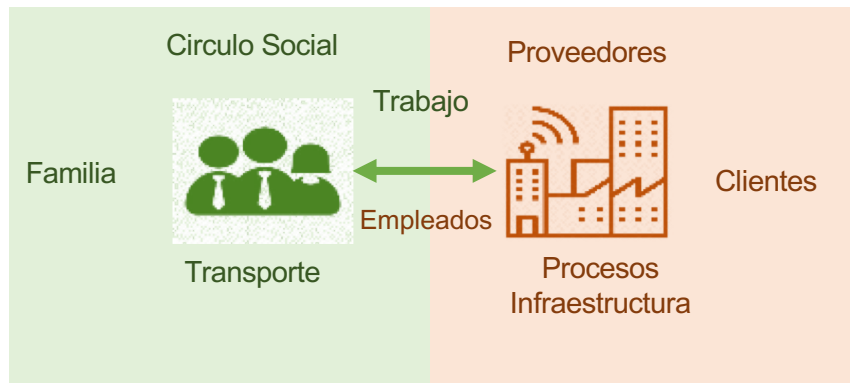 Circulo Social
Proveedores
Trabajo
Familia
Clientes
Empleados
Transporte
Procesos
Infraestructura